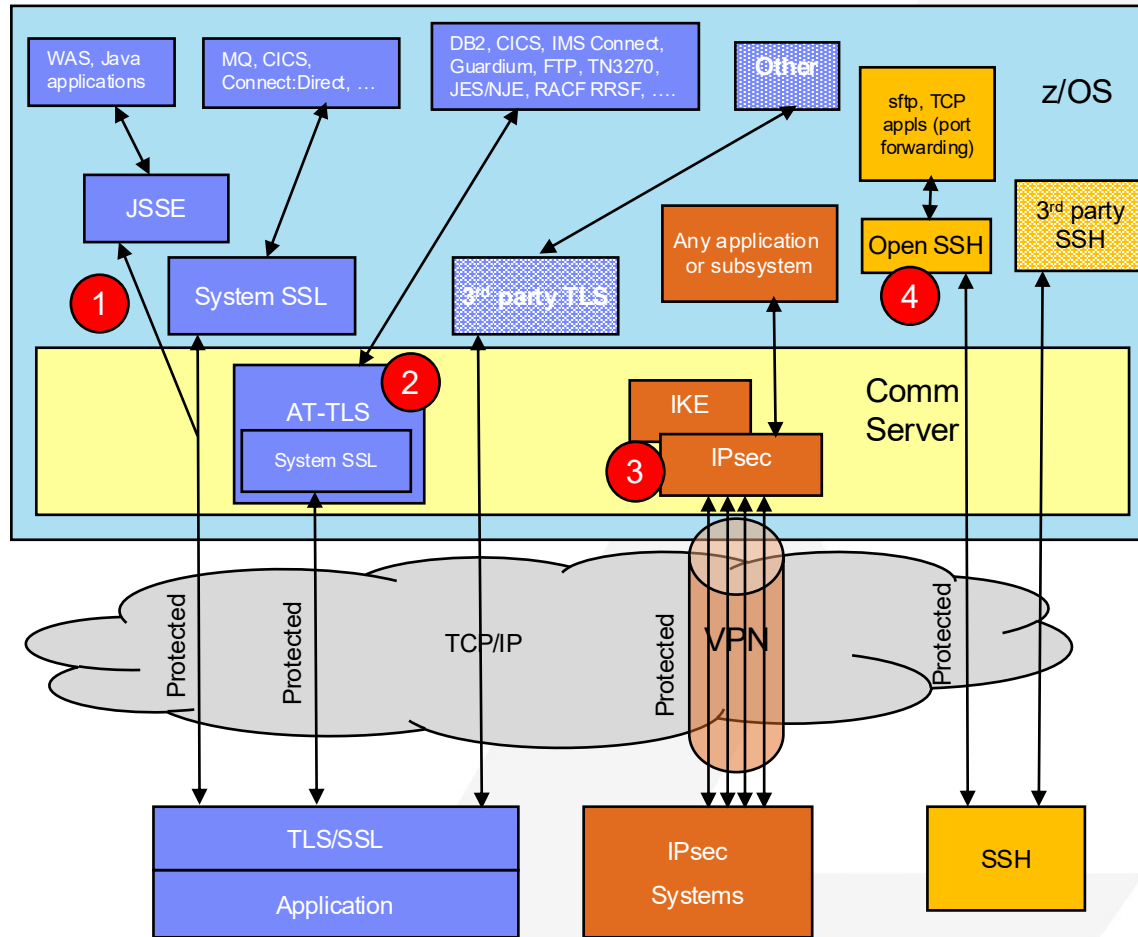 WAS, Java
applications
MQ, CICS,
Connect:Direct, …
DB2, CICS, IMS Connect,
Guardium, FTP, TN3270,
JES/NJE, RACF RRSF, ….
Other
sftp, TCP
appls (port
forwarding)
z/OS
JSSE
3rd party
SSH
Any application
or subsystem
Open SSH
System SSL
3rd party TLS
1
4
2
AT-TLS
System SSL
IKE
IPsec
3
Comm
Server
Protected
Protected
TCP/IP
Protected
VPN
Protected
TLS/SSL
Application
IPsec
Systems
SSH